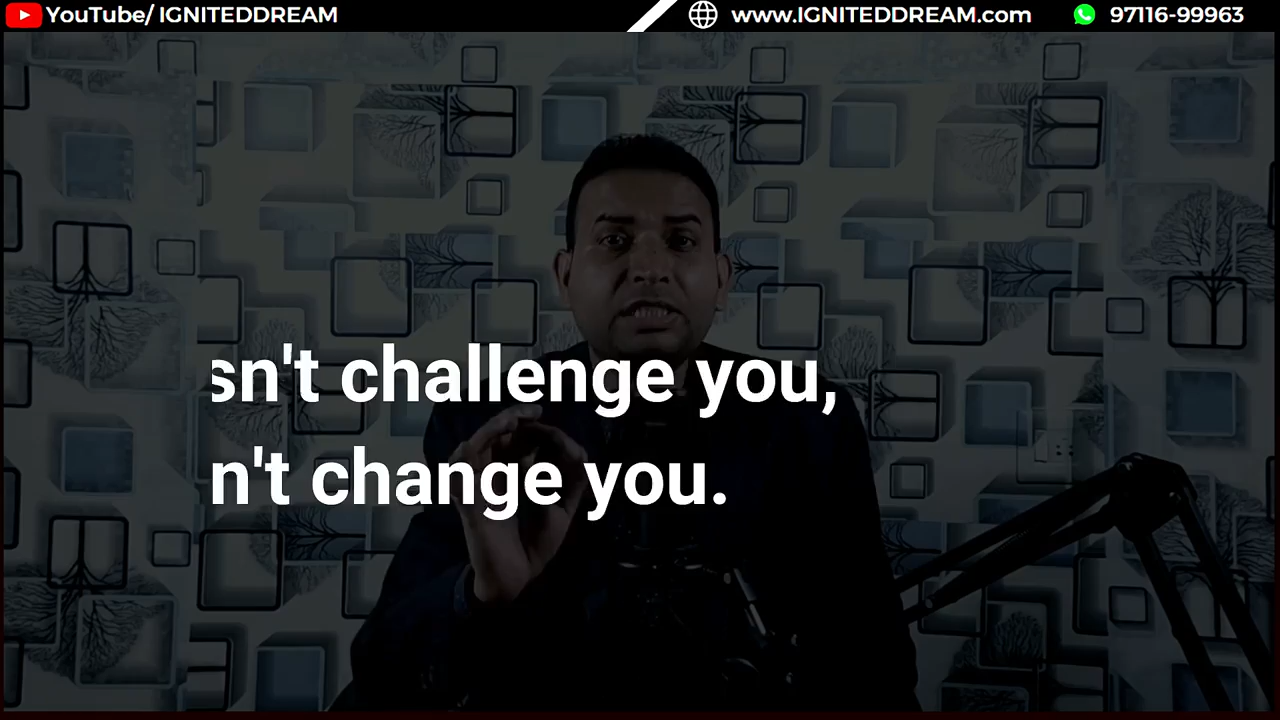 YouTube/ IGNITEDDREAM
www.IGNITEDDREAM.com
97116-99963
sn't challenge you,
n't change you.